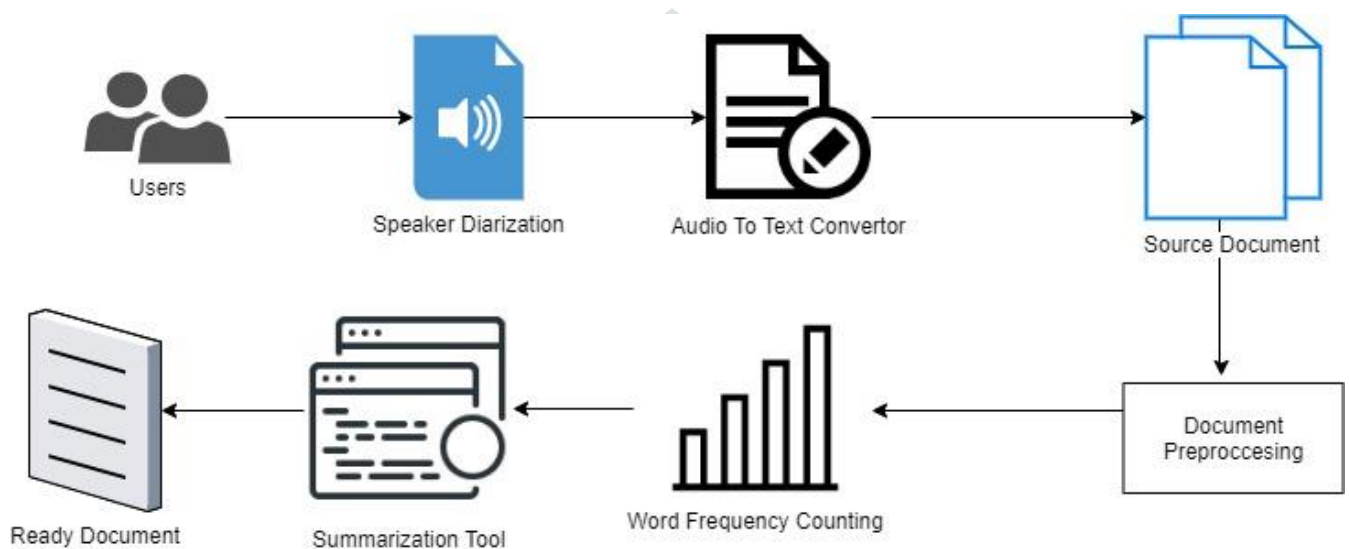 Users
Speaker Diarization
Audio To Text Convertor
Source Document
Document
Preproccesing
Word Frequency Counting
Summarization Tool
Ready Document